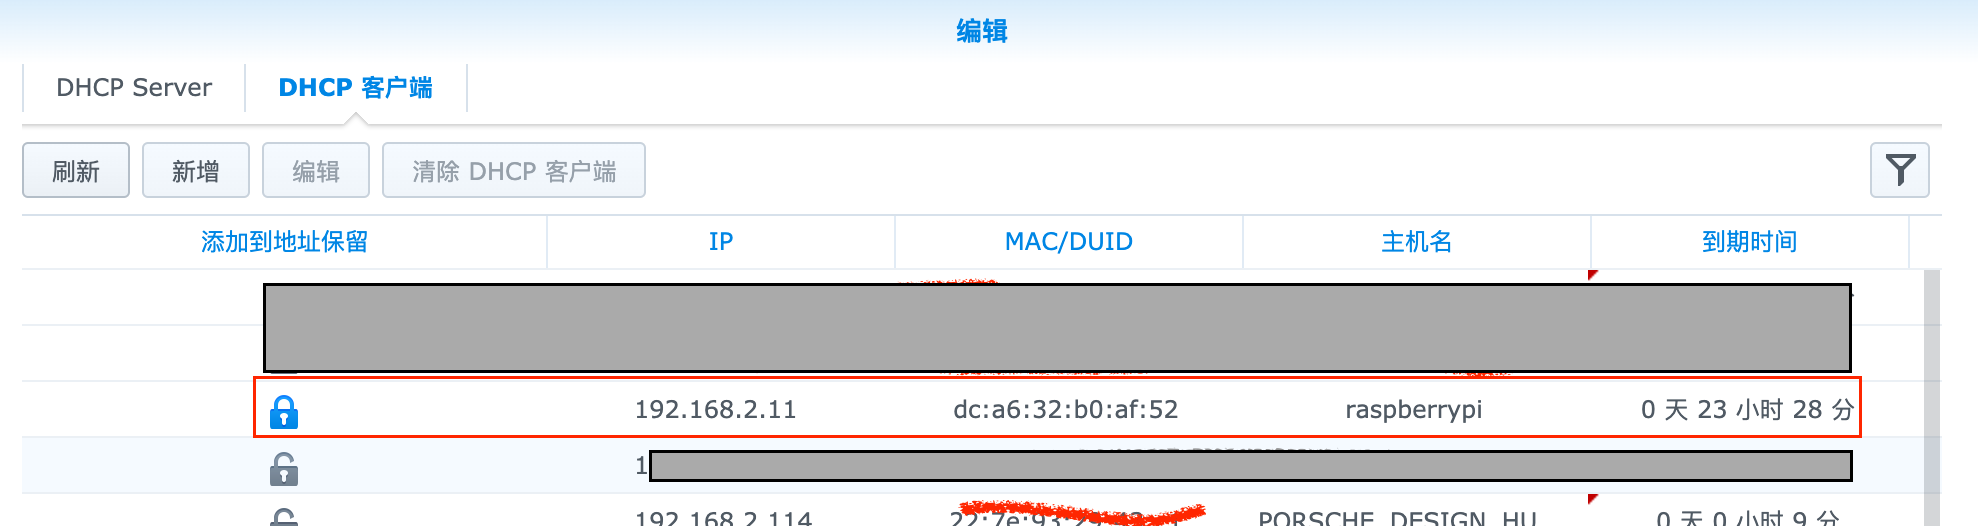 编辑
DHCP Server DHCP 客户端
刷新 新增 编辑 清除 DHCP 客户端
添加到地址保留 IP MAC/DUID 主机名 到期时间
192.168.2.11 dc:a6:32:b0:af:52 raspberrypi 0 天 23 小时 28 分
1
192.168.2.114 22:7e:93: PORSCHE_DESIGN_HU 0 天 0 小时 9 分